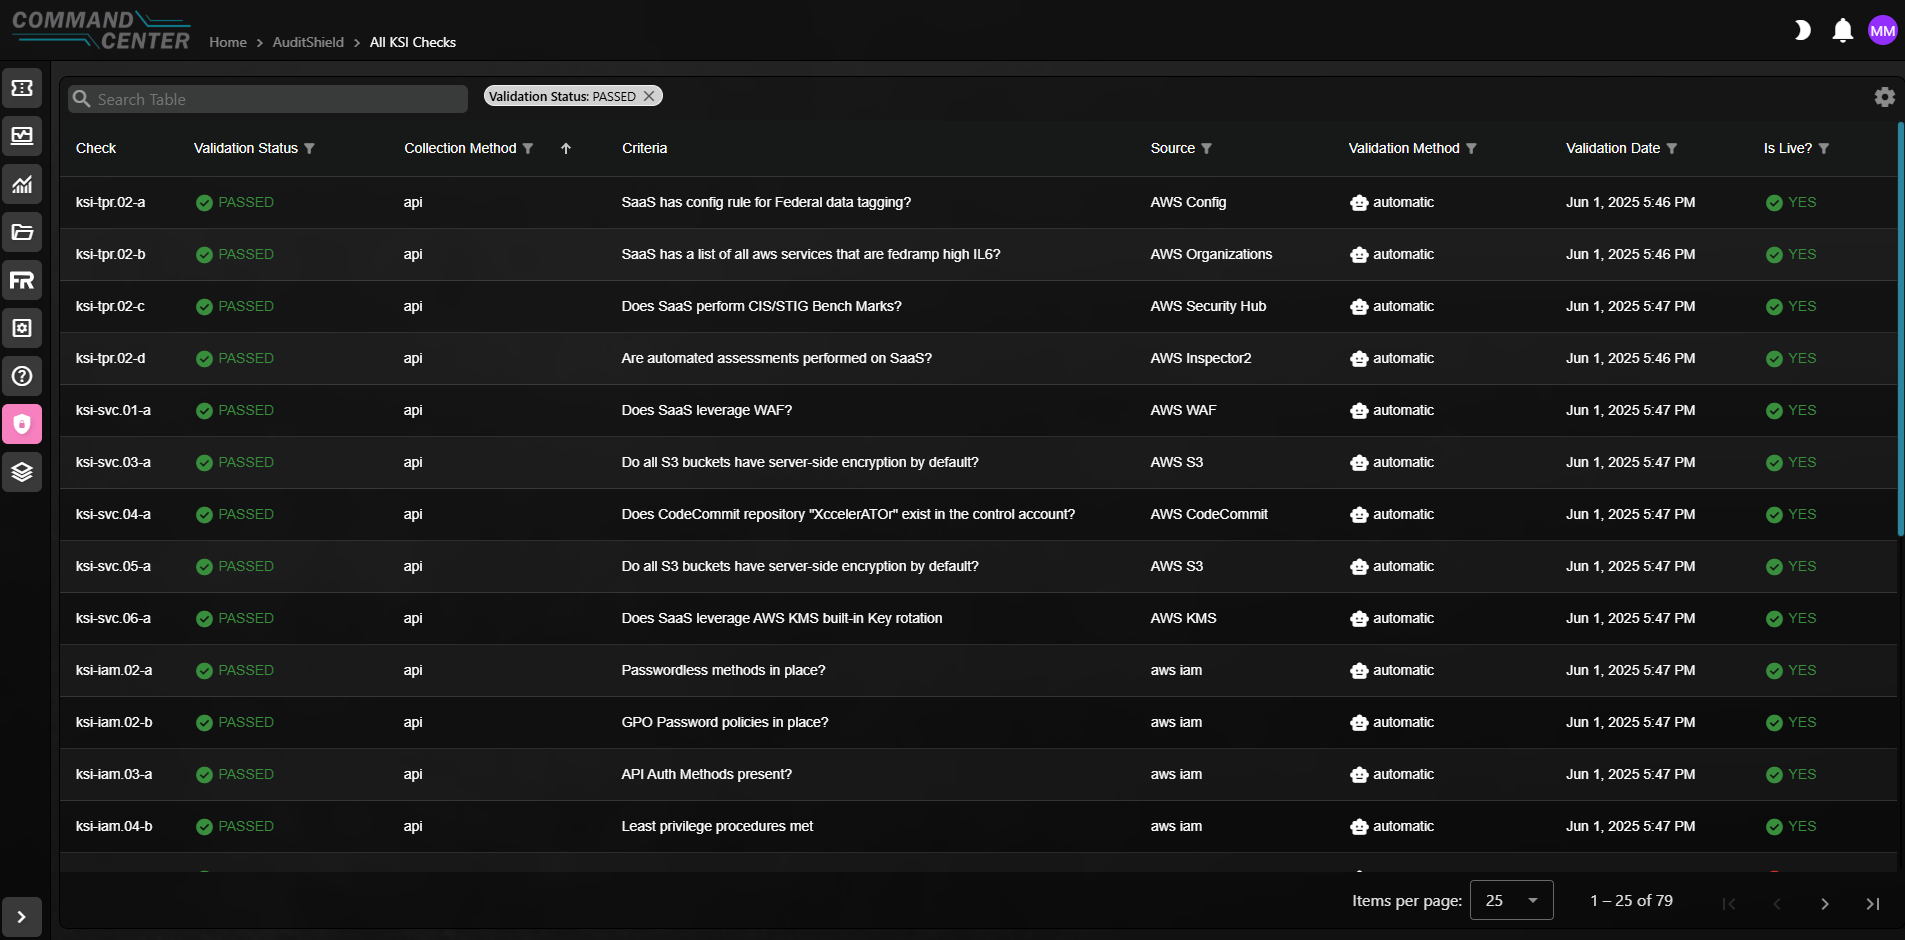 COMMAND CENTER
Home > AuditShield > All KSI Checks
MM
Search Table
Validation Status: PASSED
Check Validation Status Collection Method Criteria Source Validation Method Validation Date Is Live?
ksi-tpr.02-a PASSED api SaaS has config rule for Federal data tagging? AWS Config automatic Jun 1, 2025 5:46 PM YES
ksi-tpr.02-b PASSED api SaaS has a list of all aws services that are fedramp high IL6? AWS Organizations automatic Jun 1, 2025 5:46 PM YES
ksi-tpr.02-c PASSED api Does SaaS perform CIS/STIG Bench Marks? AWS Security Hub automatic Jun 1, 2025 5:47 PM YES
ksi-tpr.02-d PASSED api Are automated assessments performed on SaaS? AWS Inspector2 automatic Jun 1, 2025 5:46 PM YES
ksi-svc.01-a PASSED api Does SaaS leverage WAF? AWS WAF automatic Jun 1, 2025 5:47 PM YES
ksi-svc.03-a PASSED api Do all S3 buckets have server-side encryption by default? AWS S3 automatic Jun 1, 2025 5:47 PM YES
ksi-svc.04-a PASSED api Does CodeCommit repository "XccelerATOr" exist in the control account? AWS CodeCommit automatic Jun 1, 2025 5:47 PM YES
ksi-svc.05-a PASSED api Do all S3 buckets have server-side encryption by default? AWS S3 automatic Jun 1, 2025 5:47 PM YES
ksi-svc.06-a PASSED api Does SaaS leverage AWS KMS built-in Key rotation AWS KMS automatic Jun 1, 2025 5:47 PM YES
ksi-iam.02-a PASSED api Passwordless methods in place? aws iam automatic Jun 1, 2025 5:47 PM YES
ksi-iam.02-b PASSED api GPO Password policies in place? aws iam automatic Jun 1, 2025 5:47 PM YES
ksi-iam.03-a PASSED api API Auth Methods present? aws iam automatic Jun 1, 2025 5:47 PM YES
ksi-iam.04-b PASSED api Least privilege procedures met aws iam automatic Jun 1, 2025 5:47 PM YES
Items per page: 25 1 – 25 of 79
FR